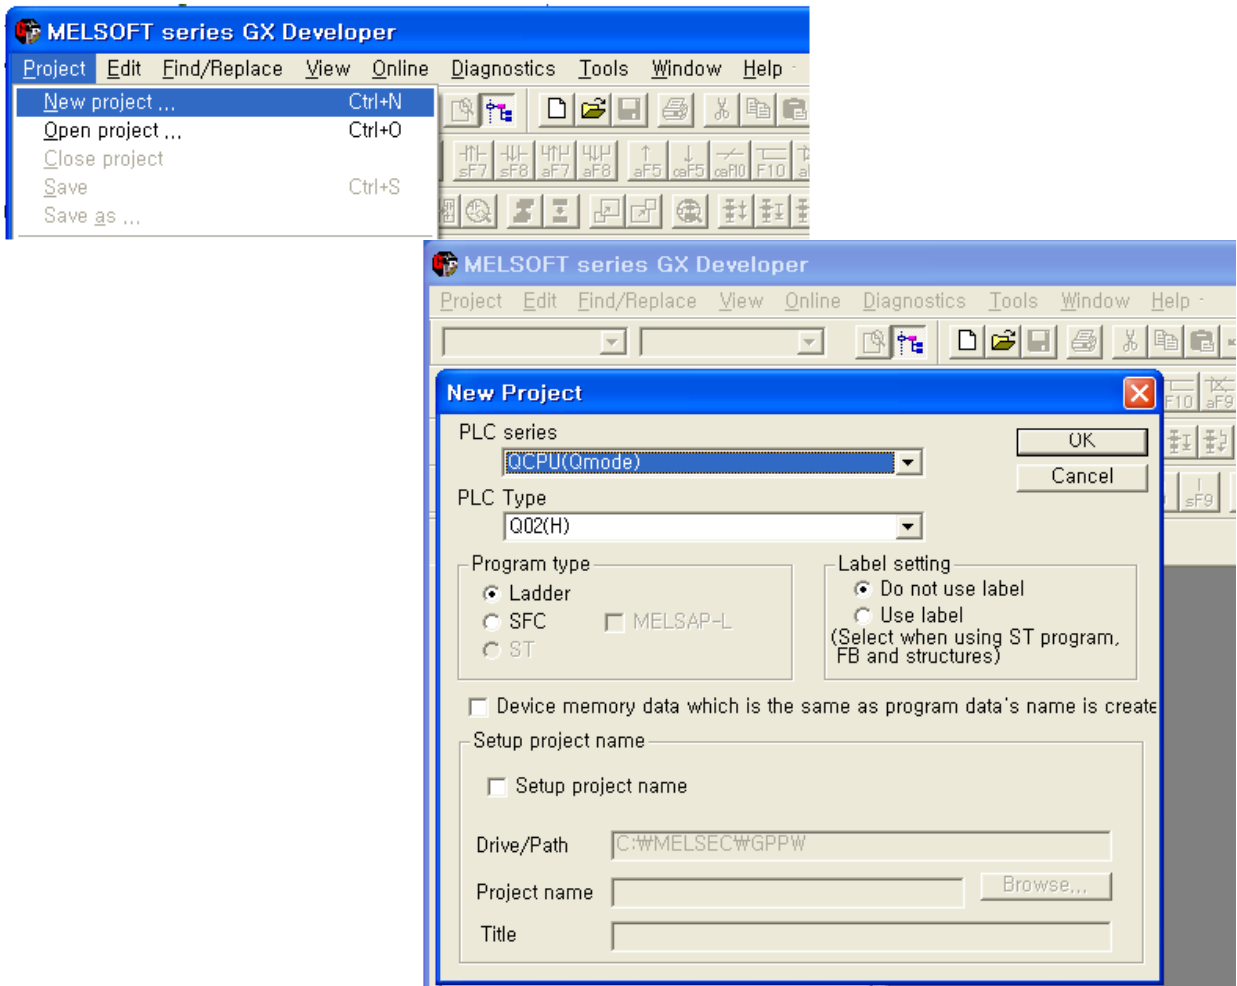 MELSOFT series GX Developer
Project Edit Find/Replace View Online Diagnostics Tools Window Help
New project ... Ctrl+N
Open project ... Ctrl+O
Close project
Save Ctrl+S
Save as ...
sF7 sF8 aF7 aF8 aF5 caF5 caF10 F10
MELSOFT series GX Developer
Project Edit Find/Replace View Online Diagnostics Tools Window Help
F10 aF9
sF9
New Project
PLC series
QCPU(Qmode)
OK
Cancel
PLC Type
Q02(H)
Program type
Ladder
SFC MELSAP-L
ST
Label setting
Do not use label
Use label
(Select when using ST program,
FB and structures)
Device memory data which is the same as program data's name is create
Setup project name
Setup project name
Drive/Path C:₩MELSEC₩GPPW
Project name Browse...
Title